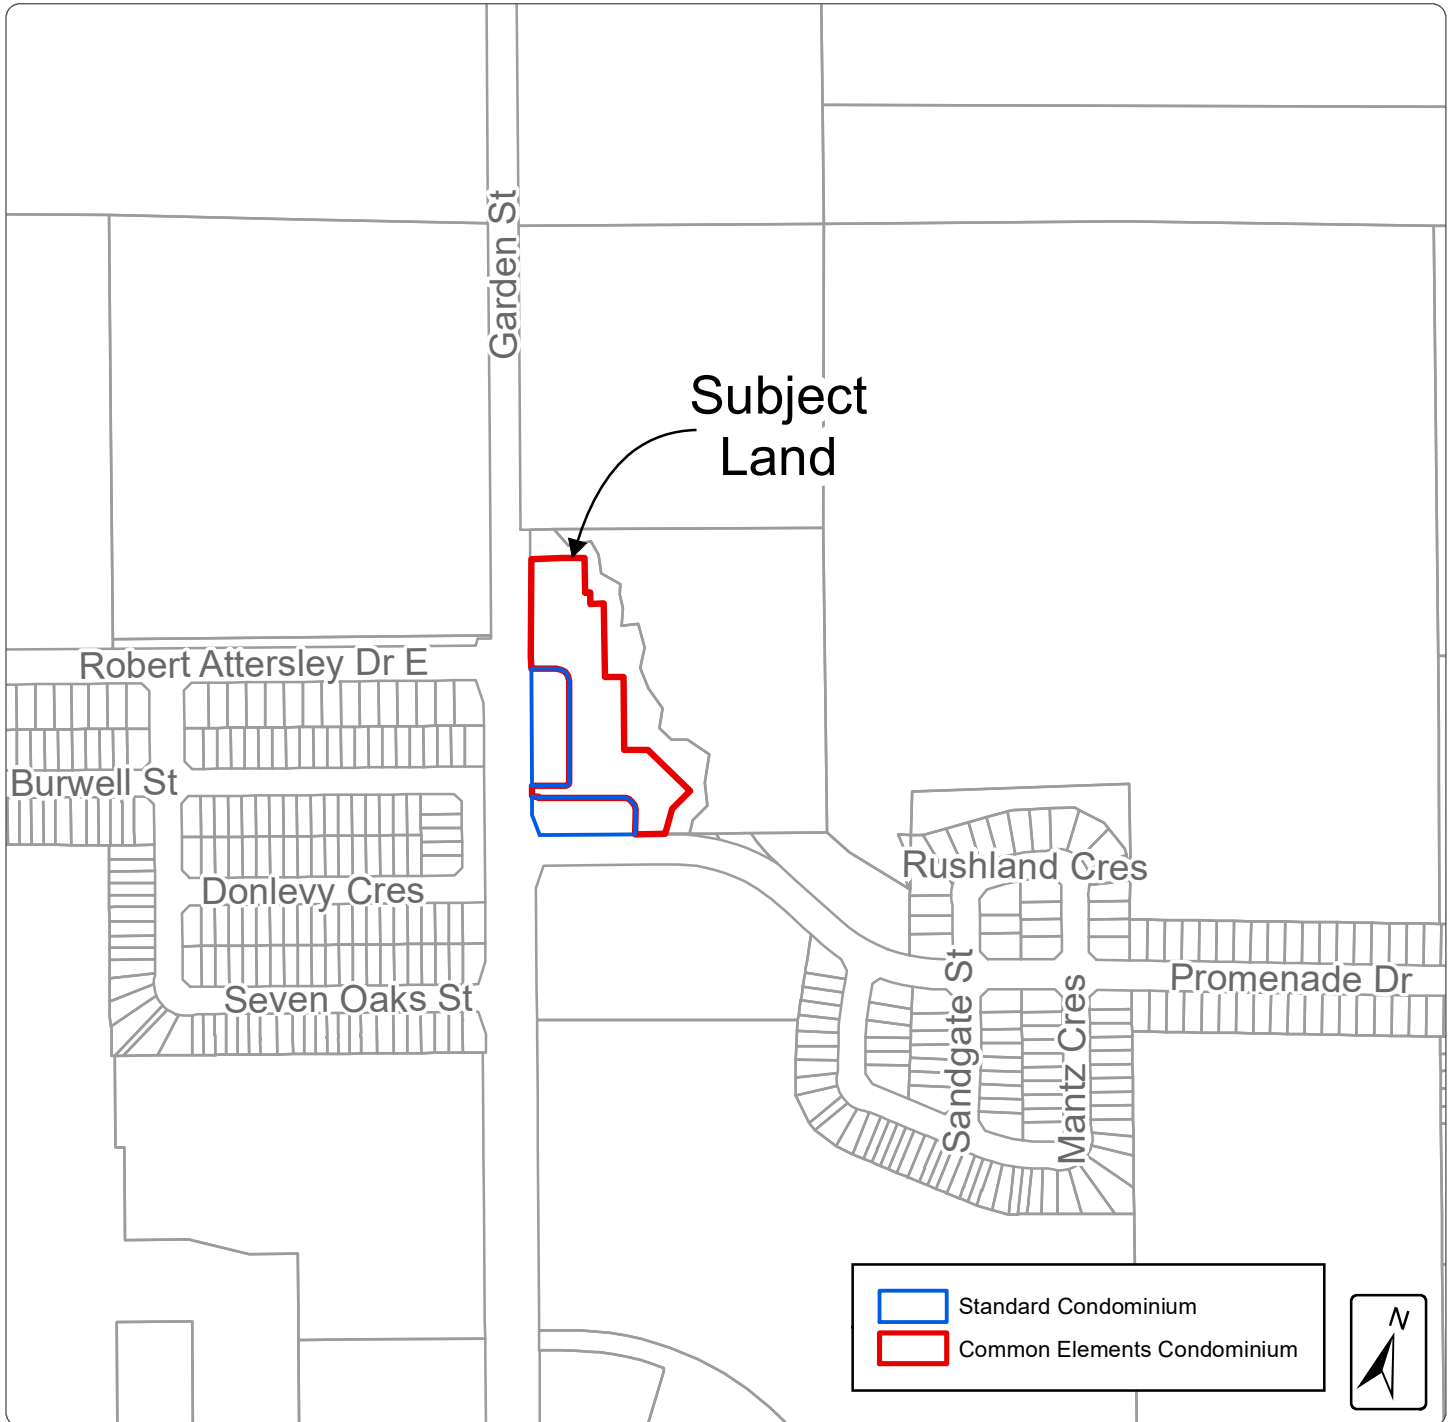 Garden St
Subject
Land
Robert Attersley Dr E
Burwell St
Donlevy Cres
Seven Oaks St
Rushland Cres
Promenade Dr
Sandgate St
Mantz Cres
Standard Condominium
Common Elements Condominium
N